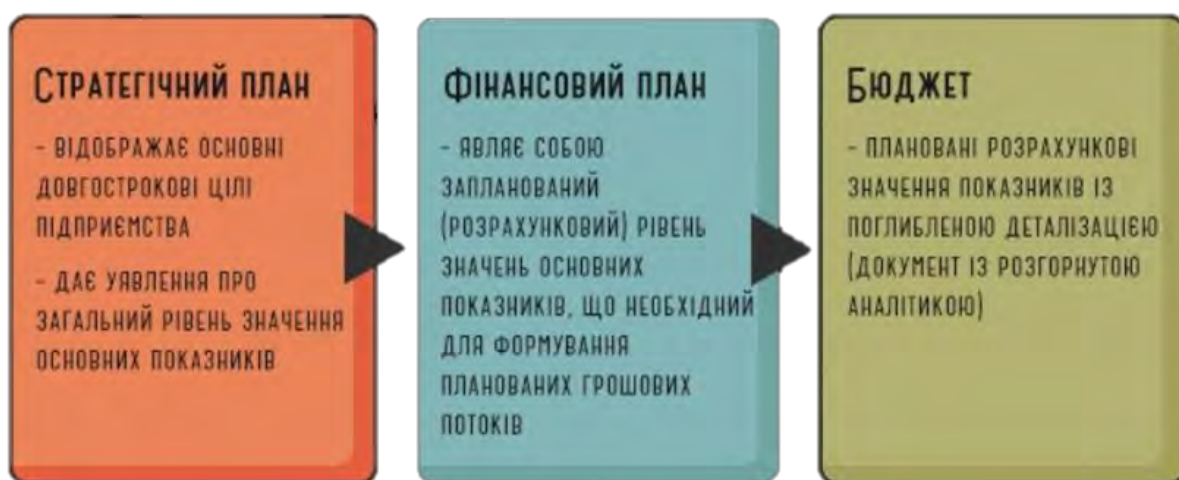 Стратегічний план
- відображає основні
довгострокові цілі
підприємства
- дає уявлення про
загальний рівень значення
основних показників
Фінансовий план
- являє собою
запланований
(розрахунковий) рівень
значень основних
показників, що необхідний
для формування
планованих грошових
потоків
Бюджет
- плановані розрахункові
значення показників із
поглибленою деталізацією
(документ із розгорнутою
аналітикою)